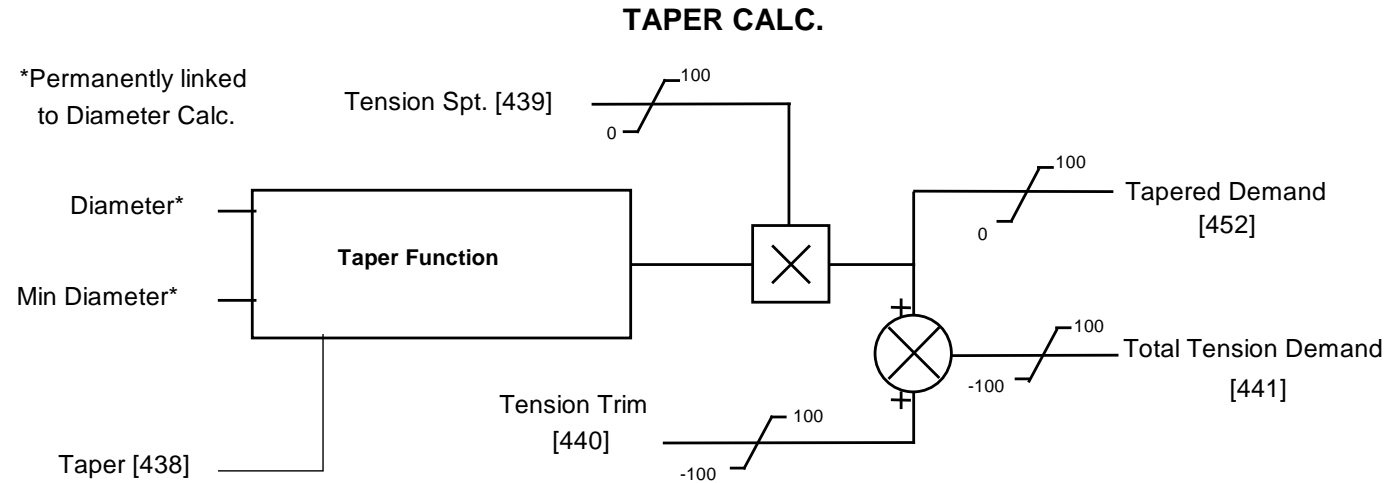 TAPER CALC.
*Permanently linked
to Diameter Calc.
Tension Spt. [439]
100
0
Diameter*
Min Diameter*
Taper Function
100
0
Tapered Demand
[452]
+
+
100
-100
Total Tension Demand
[441]
Tension Trim
[440]
100
-100
Taper [438]